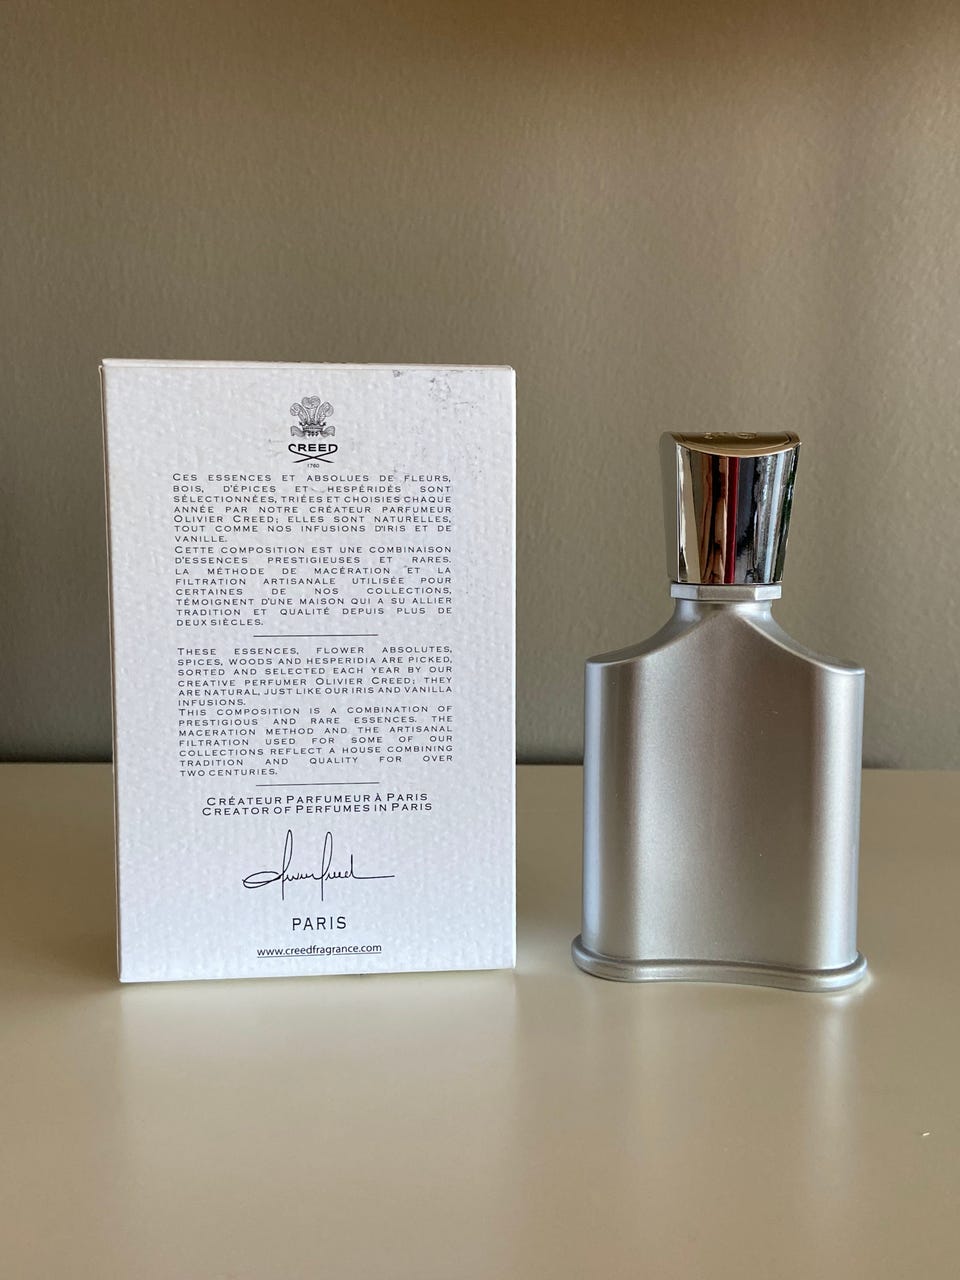 CREED
1760
CES ESSENCES ET ABSOLUES DE FLEURS,
BOIS, D'ÉPICES ET HESPÉRIDÉS SONT
SÉLECTIONNÉES, TRIÉES ET CHOISIES CHAQUE
ANNÉE PAR NOTRE CRÉATEUR PARFUMEUR
OLIVIER CREED; ELLES SONT NATURELLES,
TOUT COMME NOS INFUSIONS D'IRIS ET DE
VANILLE.
CETTE COMPOSITION EST UNE COMBINAISON
D'ESSENCES PRESTIGIEUSES ET RARES.
LA MÉTHODE DE MACÉRATION ET LA
FILTRATION ARTISANALE UTILISÉE POUR
CERTAINES DE NOS COLLECTIONS,
TÉMOIGNENT D'UNE MAISON QUI A SU ALLIER
TRADITION ET QUALITÉ DEPUIS PLUS DE
DEUX SIÈCLES.
THESE ESSENCES, FLOWER ABSOLUTES,
SPICES, WOODS AND HESPERIDIA ARE PICKED,
SORTED AND SELECTED EACH YEAR BY OUR
CREATIVE PERFUMER OLIVIER CREED; THEY
ARE NATURAL, JUST LIKE OUR IRIS AND VANILLA
INFUSIONS.
THIS COMPOSITION IS A COMBINATION OF
PRESTIGIOUS AND RARE ESSENCES. THE
MACERATION METHOD AND THE ARTISANAL
FILTRATION USED FOR SOME OF OUR
COLLECTIONS REFLECT A HOUSE COMBINING
TRADITION AND QUALITY FOR OVER
TWO CENTURIES.
CRÉATEUR PARFUMEUR À PARIS
CREATOR OF PERFUMES IN PARIS
Olivier Creed
PARIS
www.creedfragrance.com